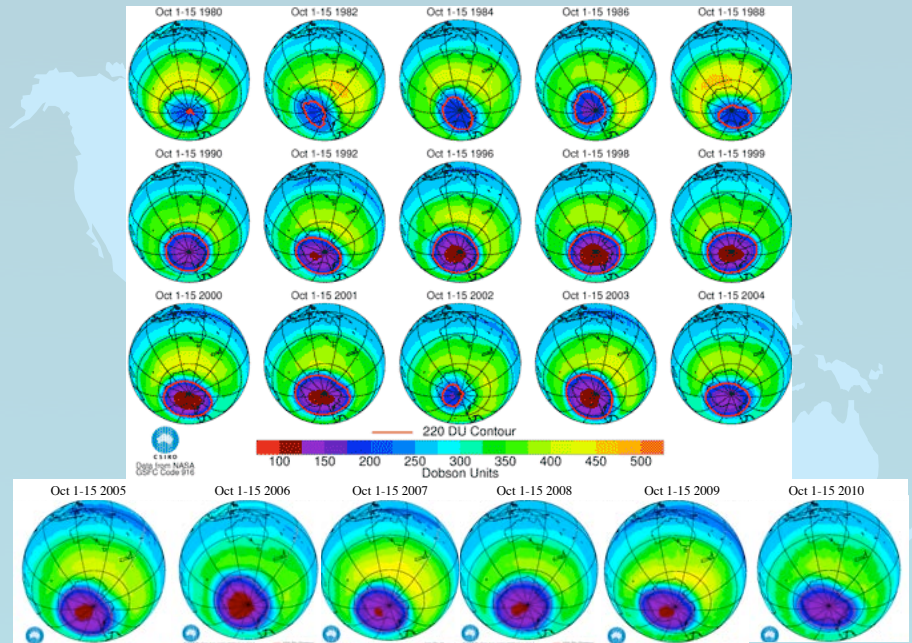 Oct 1-15 1980 Oct 1-15 1982 Oct 1-15 1984 Oct 1-15 1986 Oct 1-15 1988
Oct 1-15 1990 Oct 1-15 1992 Oct 1-15 1996 Oct 1-15 1998 Oct 1-15 1999
Oct 1-15 2000 Oct 1-15 2001 Oct 1-15 2002 Oct 1-15 2003 Oct 1-15 2004
220 DU Contour
CSIRO
Data from NASA
GSFC Code 916
100 150 200 250 300 350 400 450 500
Dobson Units
Oct 1-15 2005 Oct 1-15 2006 Oct 1-15 2007 Oct 1-15 2008 Oct 1-15 2009 Oct 1-15 2010